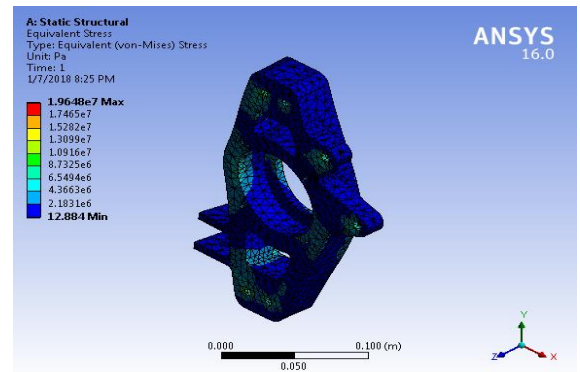 A: Static Structural
Equivalent Stress
Type: Equivalent (von-Mises) Stress
Unit: Pa
Time: 1
1/7/2018 8:25 PM
ANSYS
16.0
1.9648e7 Max
1.7465e7
1.5282e7
1.3099e7
1.0916e7
8.7325e6
6.5494e6
4.3663e6
2.1831e6
12.884 Min
0.000
0.100 (m)
0.050
Y
Z
X